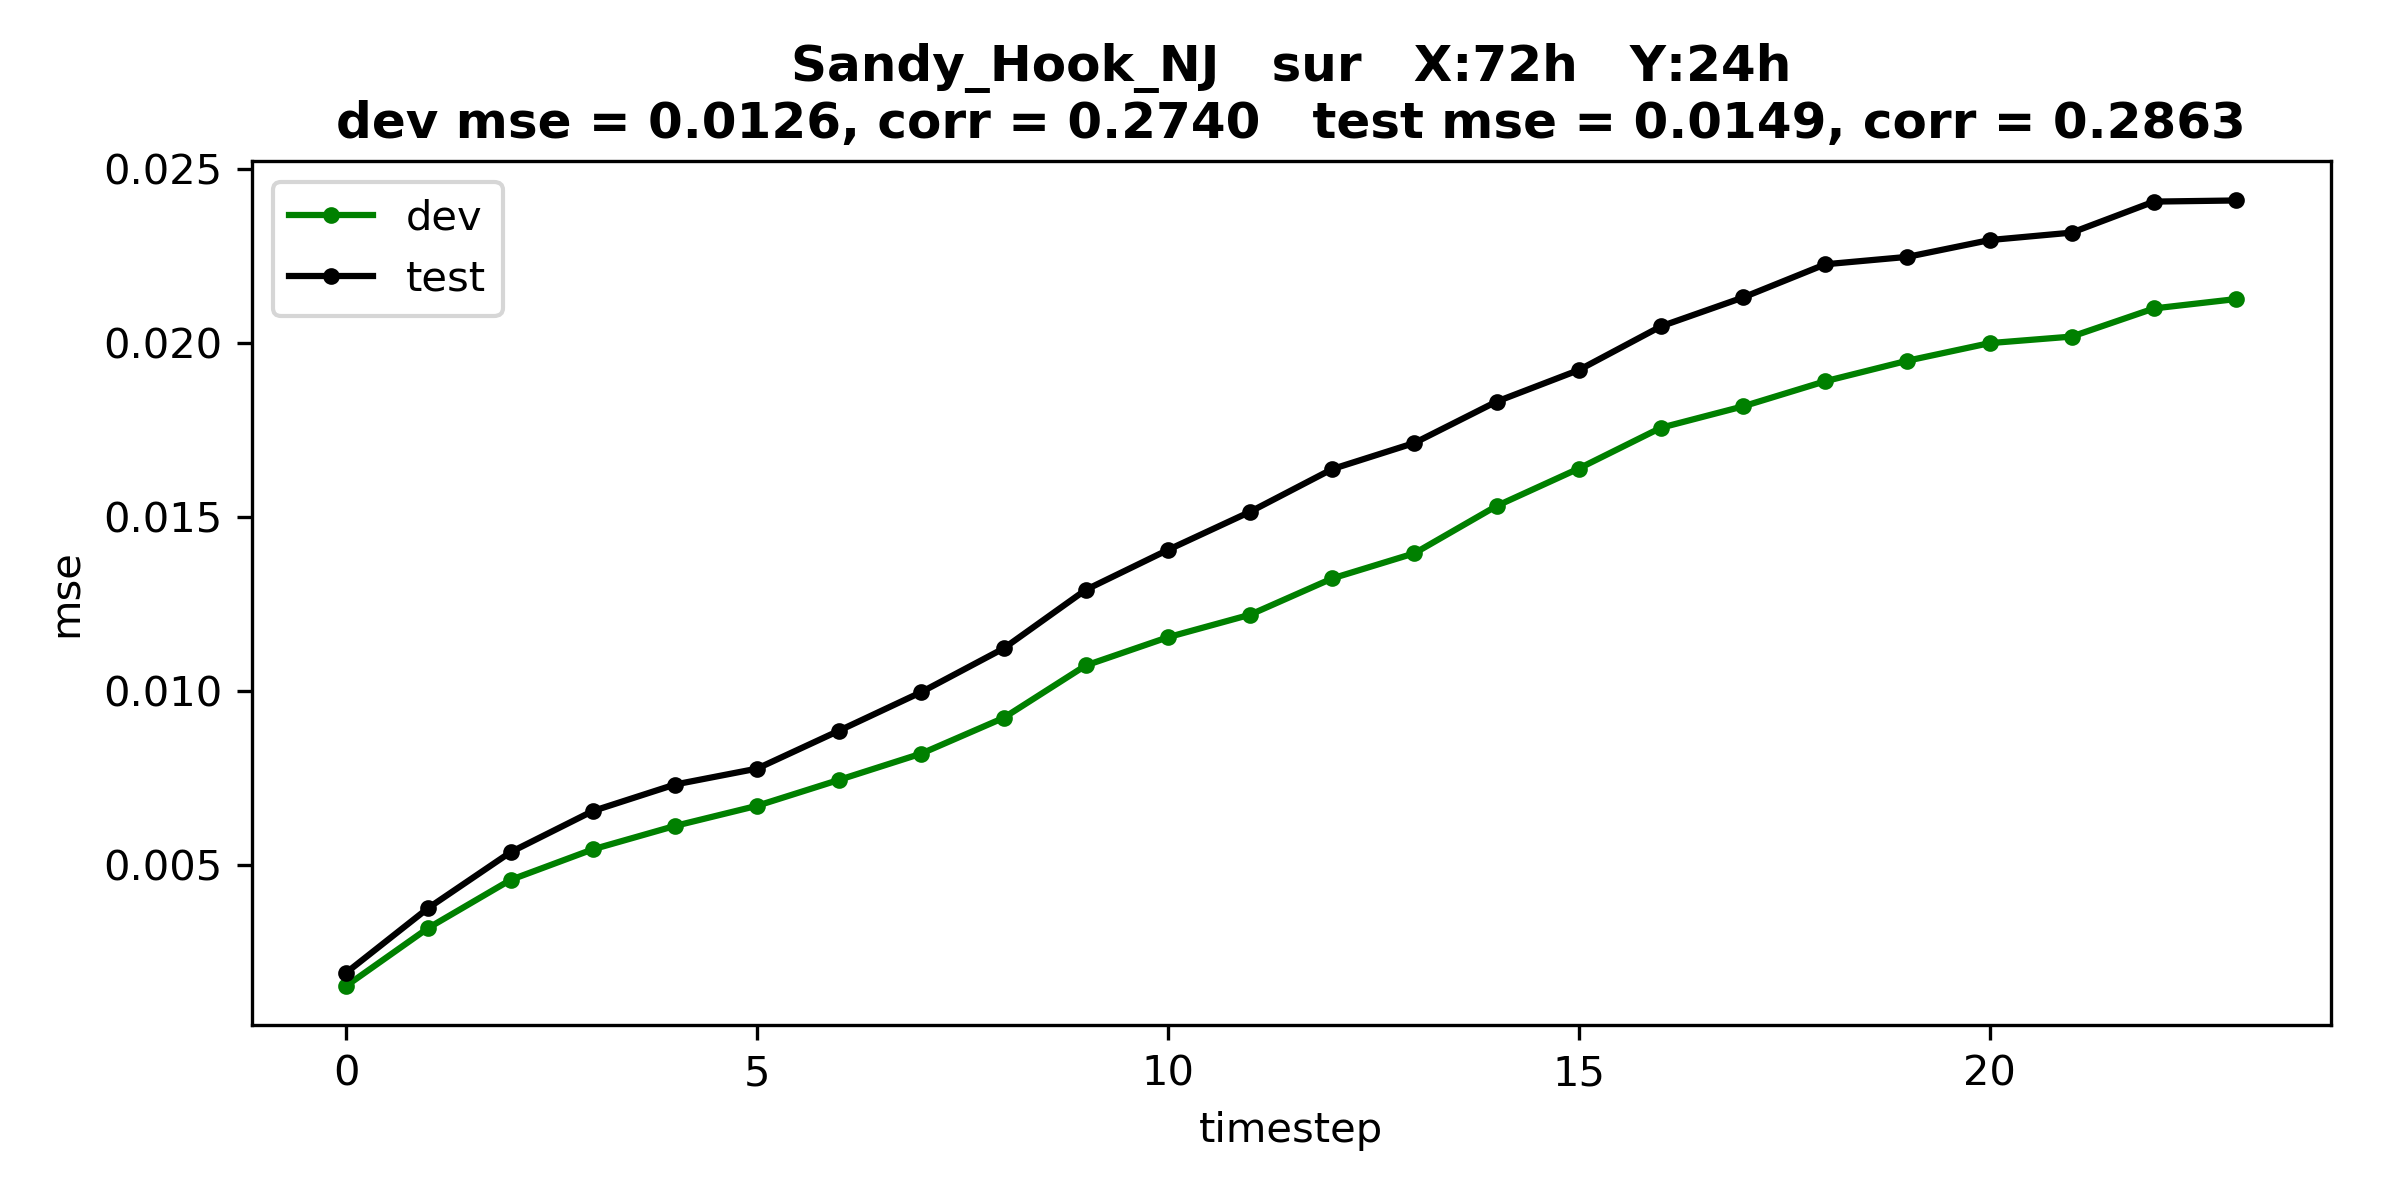 Sandy_Hook_NJ   sur   X:72h   Y:24h
dev mse = 0.0126, corr = 0.2740   test mse = 0.0149, corr = 0.2863
0.025
dev
test
0.020
0.015
mse
0.010
0.005
0 5 10 15 20
timestep